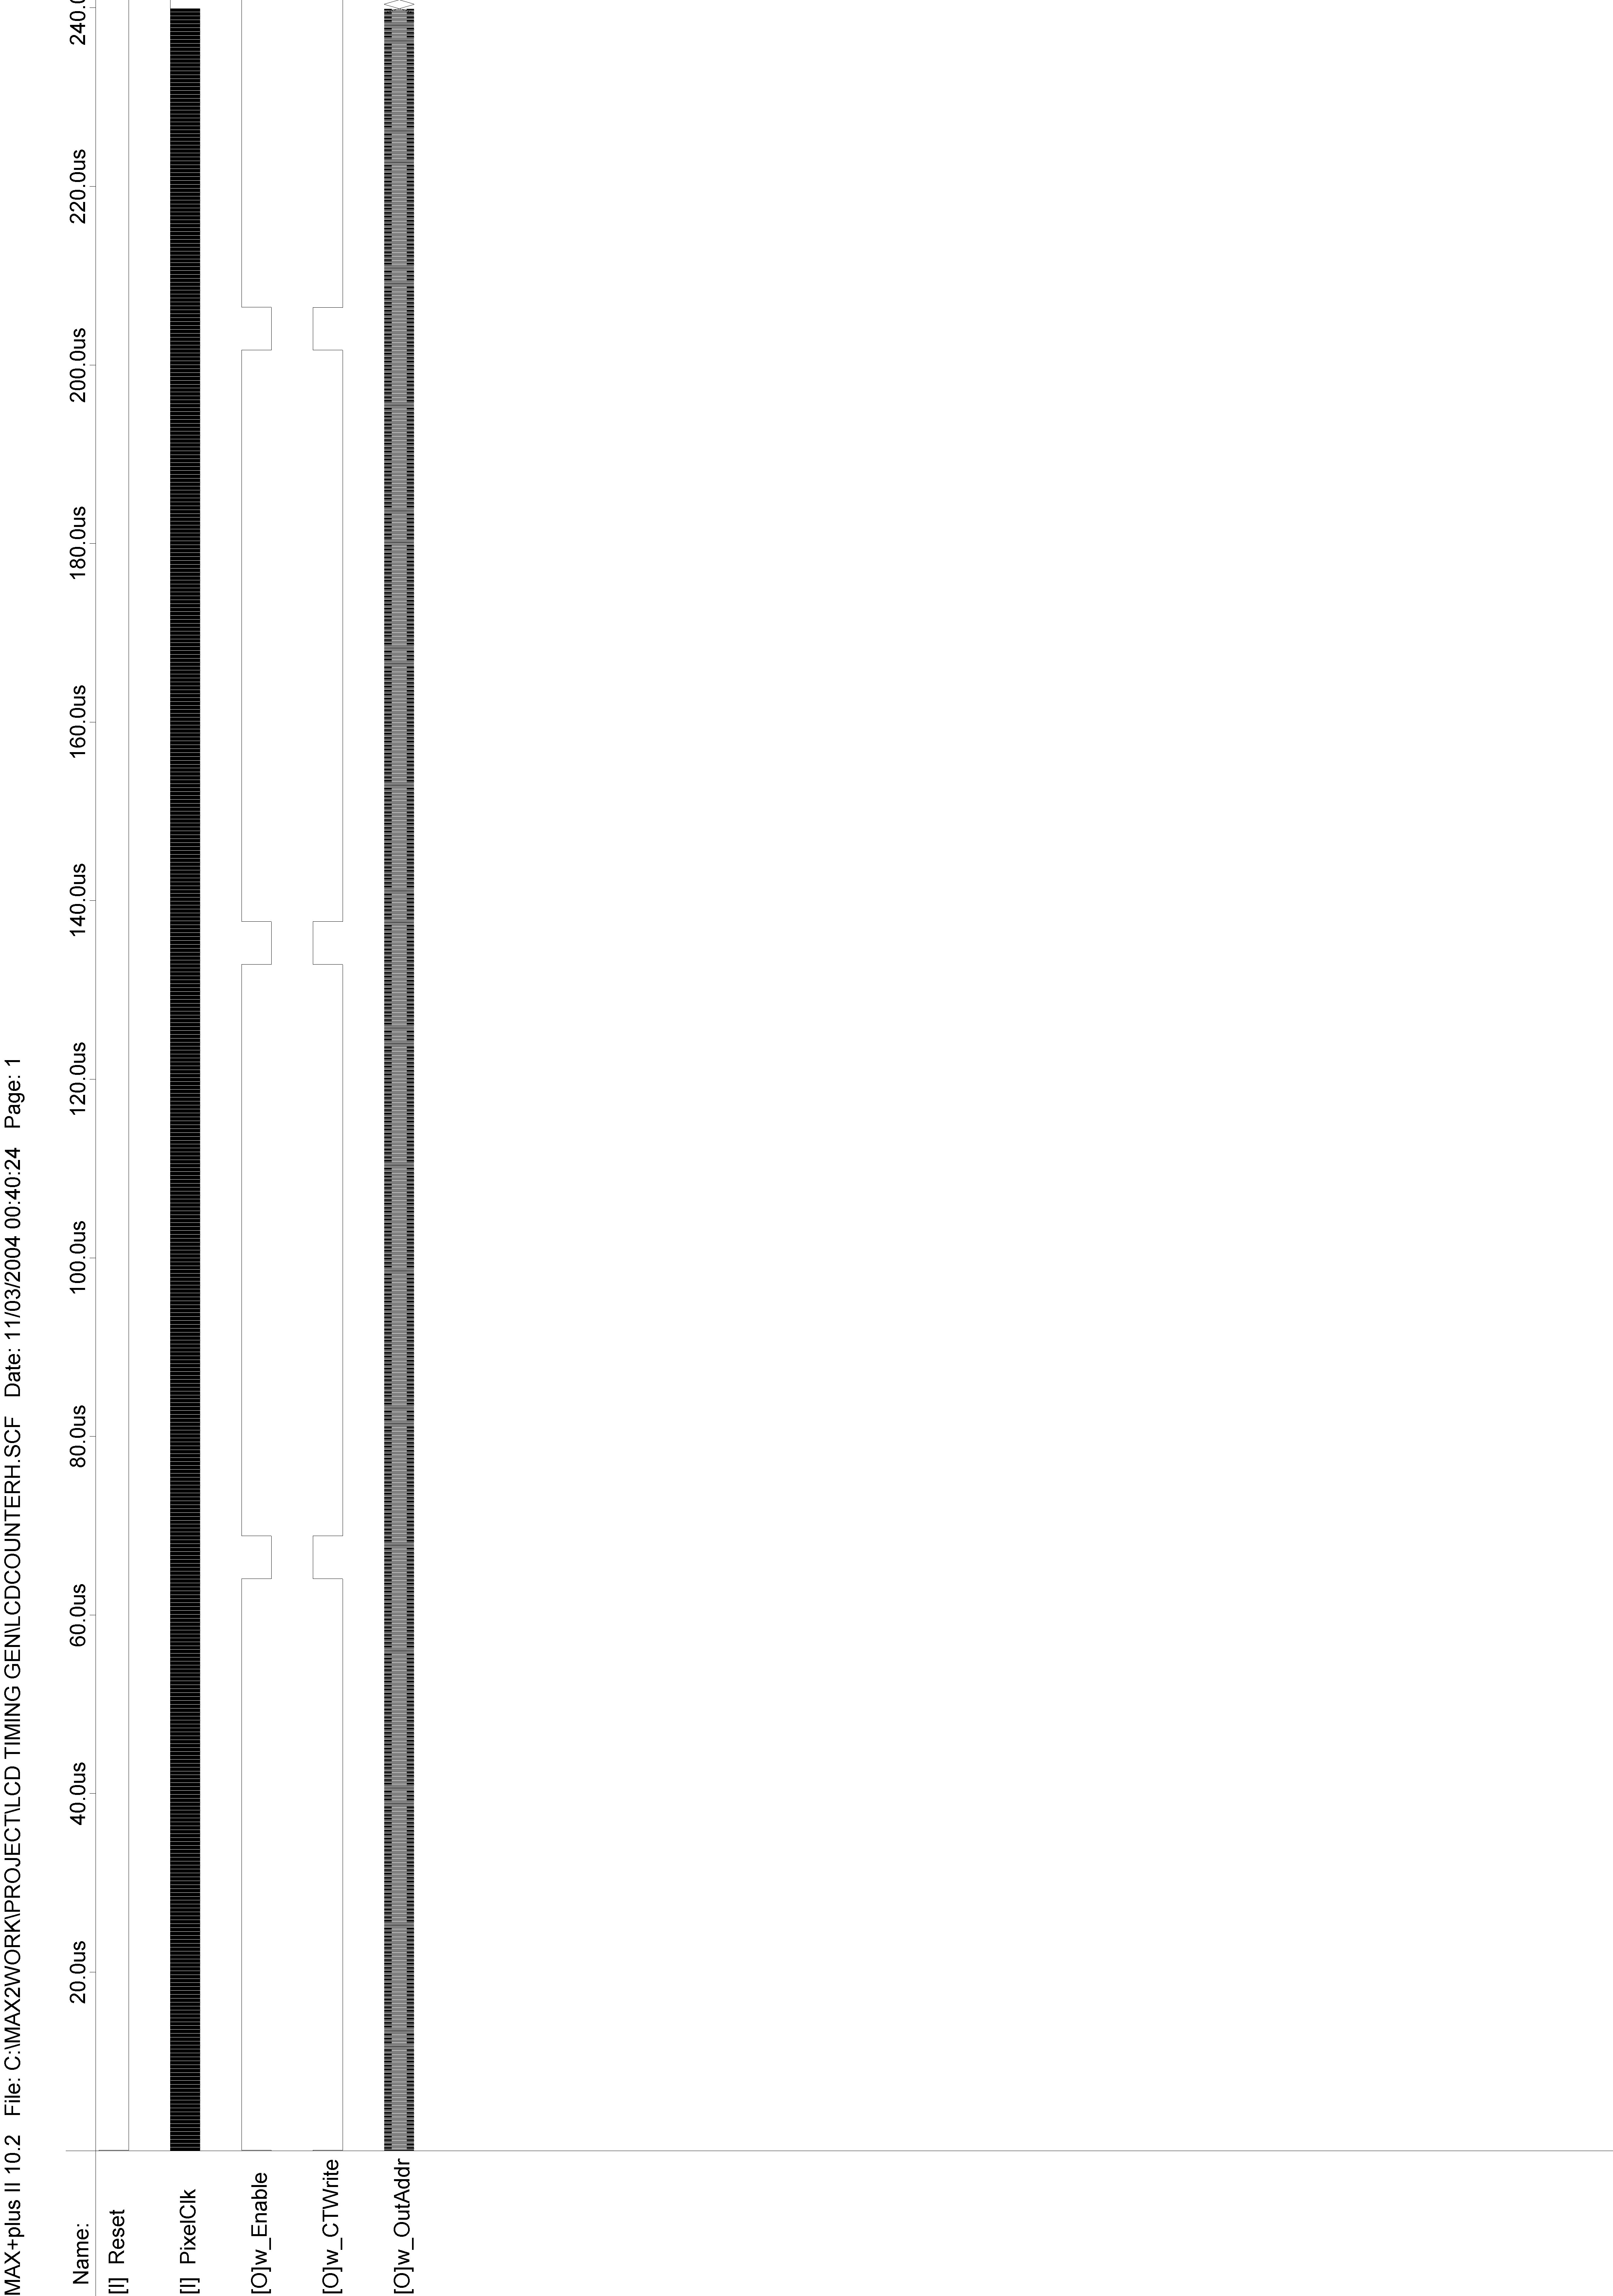 MAX+plus II 10.2 File: C:\MAX2WORK\PROJECT\LCD TIMING GEN\LCDCOUNTERH.SCF Date: 11/03/2004 00:40:24 Page: 1
Name: 20.0us 40.0us 60.0us 80.0us 100.0us 120.0us 140.0us 160.0us 180.0us 200.0us 220.0us 240.0
[I] Reset
[I] PixelClk
[O]w_Enable
[O]w_CTWrite
[O]w_OutAddr